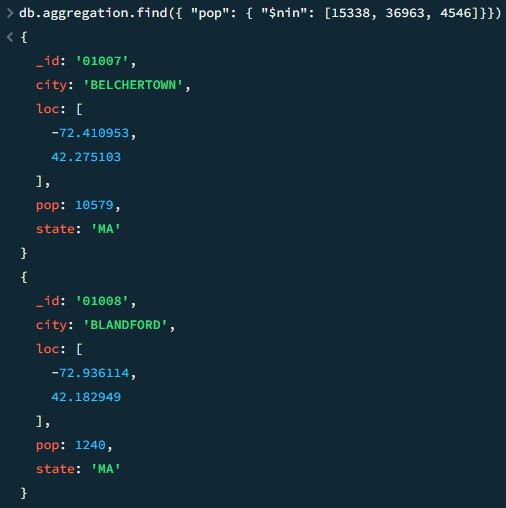 > db.aggregation.find({ "pop": { "$nin": [15338, 36963, 4546]}})
< {
_id: '01007',
city: 'BELCHERTOWN',
loc: [
-72.410953,
42.275103
],
pop: 10579,
state: 'MA'
}
{
_id: '01008',
city: 'BLANDFORD',
loc: [
-72.936114,
42.182949
],
pop: 1240,
state: 'MA'
}